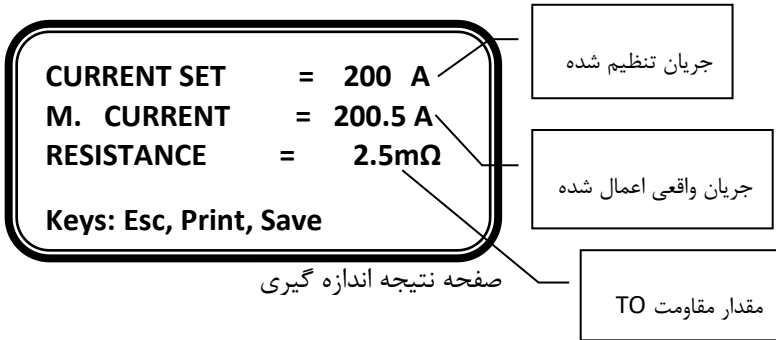 CURRENT SET = 200 A
M. CURRENT = 200.5 A
RESISTANCE = 2.5mΩ
Keys: Esc, Print, Save
جریان تنظیم شده
جریان واقعی اعمال شده
مقدار مقاومت TO
صفحه نتیجه اندازه گیری